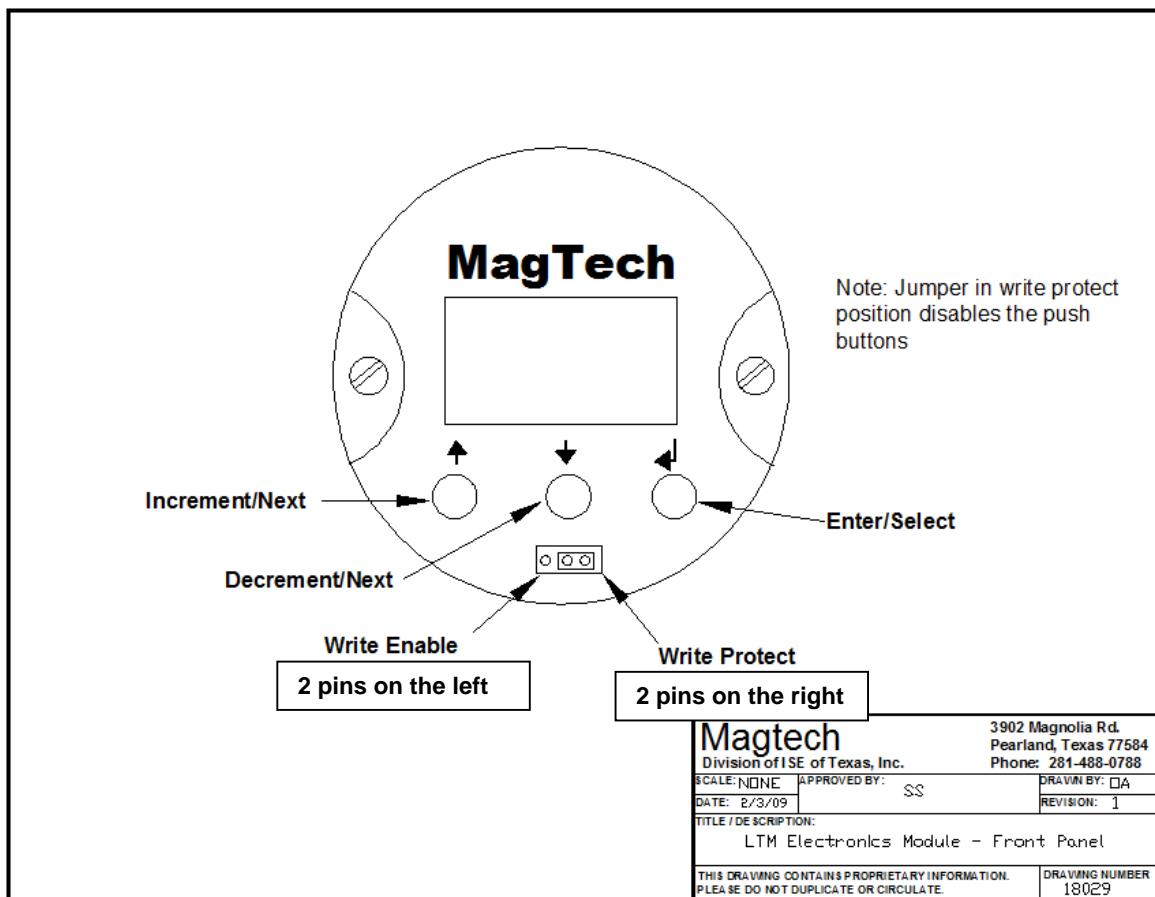 MagTech
Note: Jumper in write protect
position disables the push
buttons
Increment/Next
Enter/Select
Decrement/Next
Write Enable
2 pins on the left
Write Protect
2 pins on the right
Magtech
Division of ISE of Texas, Inc.
3902 Magnolia Rd.
Pearland, Texas 77584
Phone: 281-488-0788
SCALE: NONE
APPROVED BY: SS
DRAWN BY: OA
DATE: 2/3/09
REVISION: 1
TITLE / DESCRIPTION:
LTM Electronics Module - Front Panel
THIS DRAWING CONTAINS PROPRIETARY INFORMATION.
PLEASE DO NOT DUPLICATE OR CIRCULATE.
DRAWING NUMBER
18029